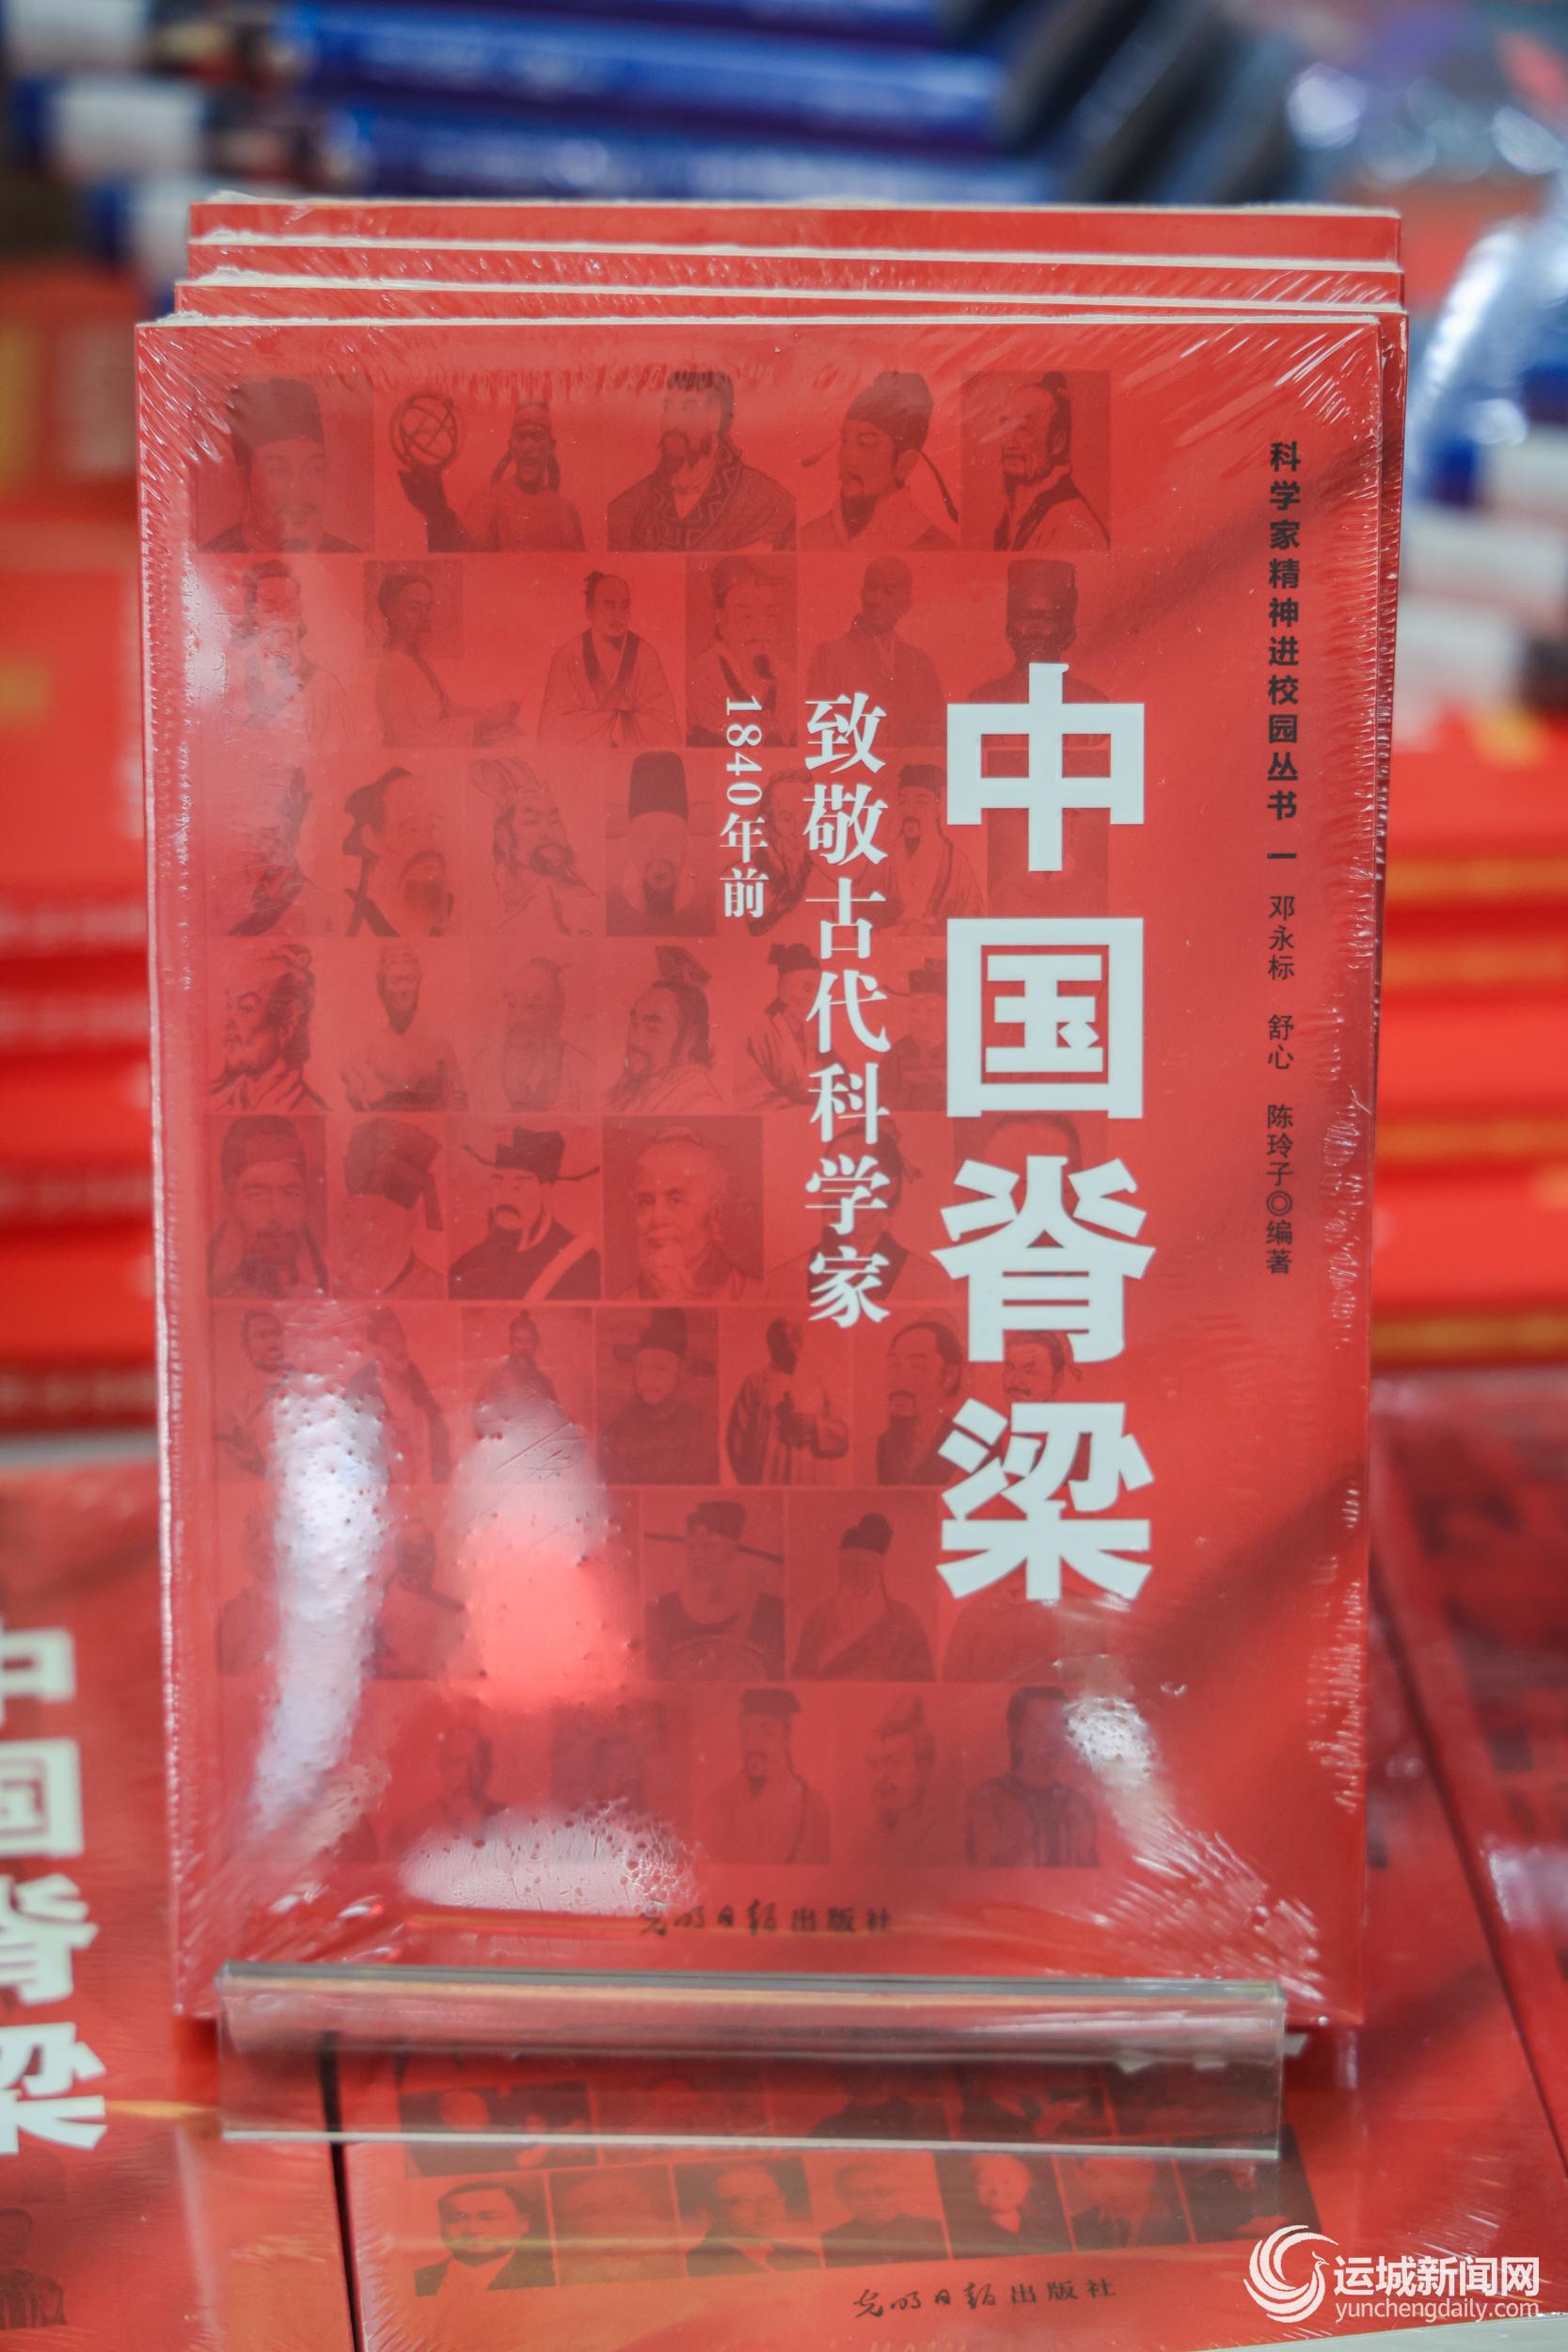 科学家精神进校园丛书 一 邓永标 舒心 陈玲子◎编著
中国脊梁
致敬古代科学家
1840年前
光明日报出版社
中国脊梁
光明日报出版社
运城新闻网
yunchengdaily.com